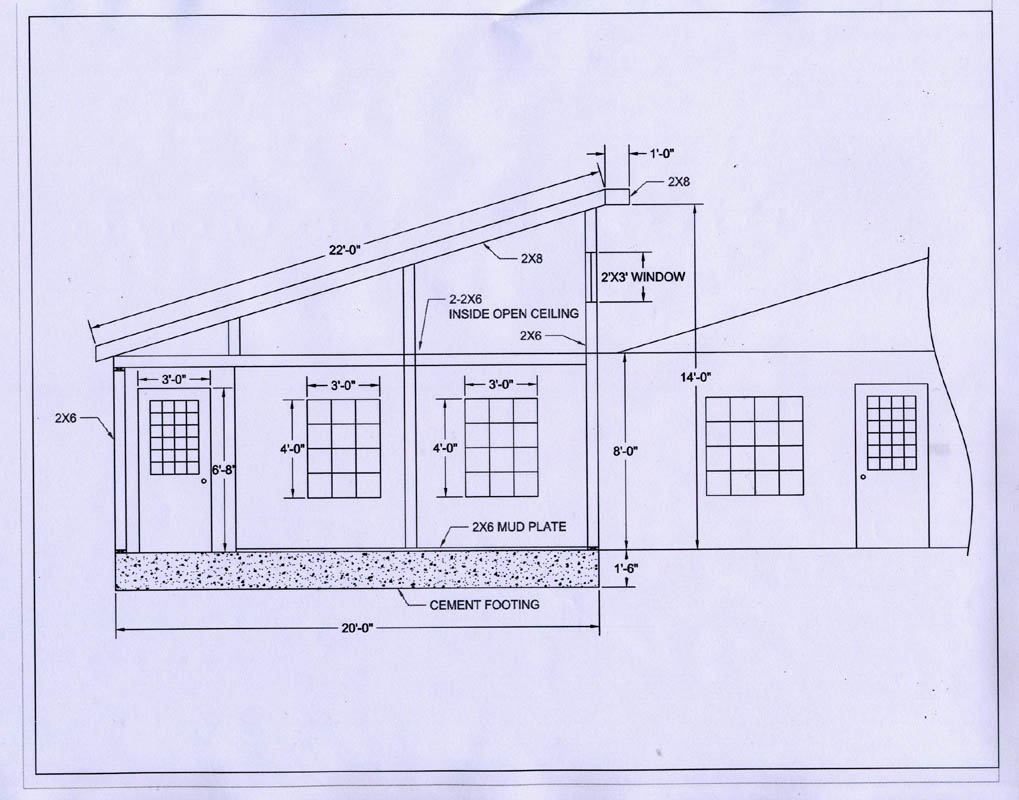 1'-0"
2X8
22'-0"
2X8
2'X3' WINDOW
2-2X6
INSIDE OPEN CEILING
2X6
3'-0"
3'-0"
3'-0"
14'-0"
2X6
6'-8"
4'-0"
4'-0"
8'-0"
2X6 MUD PLATE
1'-6"
CEMENT FOOTING
20'-0"